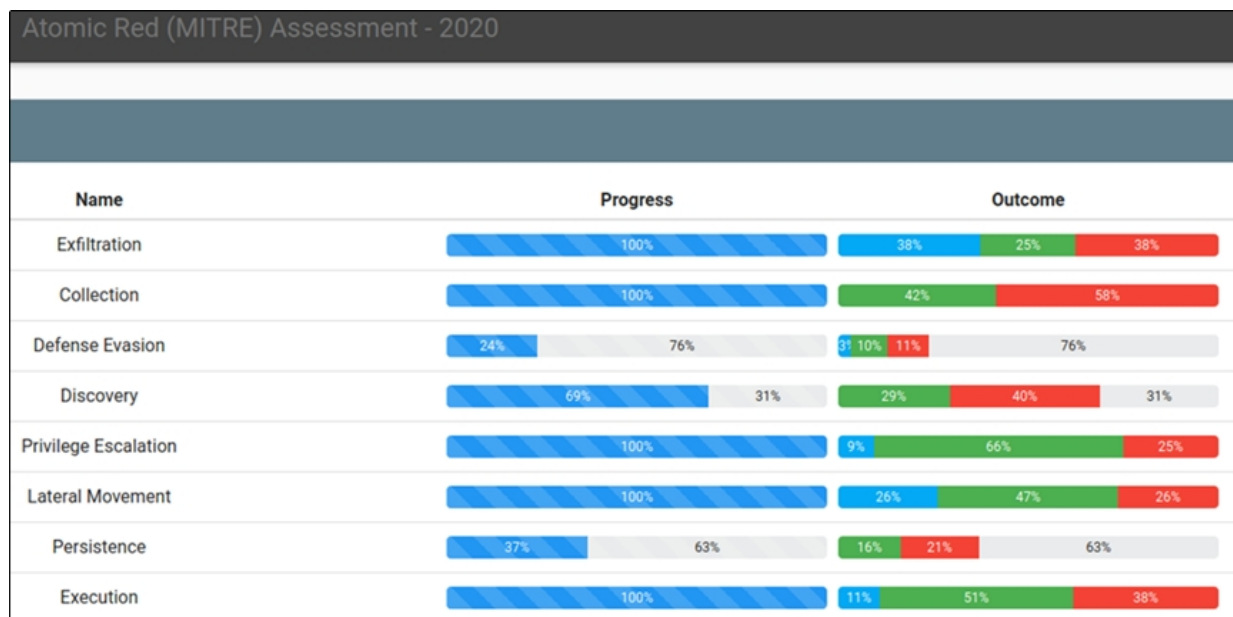 Atomic Red (MITRE) Assessment - 2020
Name Progress Outcome
Exfiltration 100% 38% 25% 38%
Collection 100% 42% 58%
Defense Evasion 24% 76% 3% 10% 11% 76%
Discovery 69% 31% 29% 40% 31%
Privilege Escalation 100% 9% 66% 25%
Lateral Movement 100% 26% 47% 26%
Persistence 37% 63% 16% 21% 63%
Execution 100% 11% 51% 38%